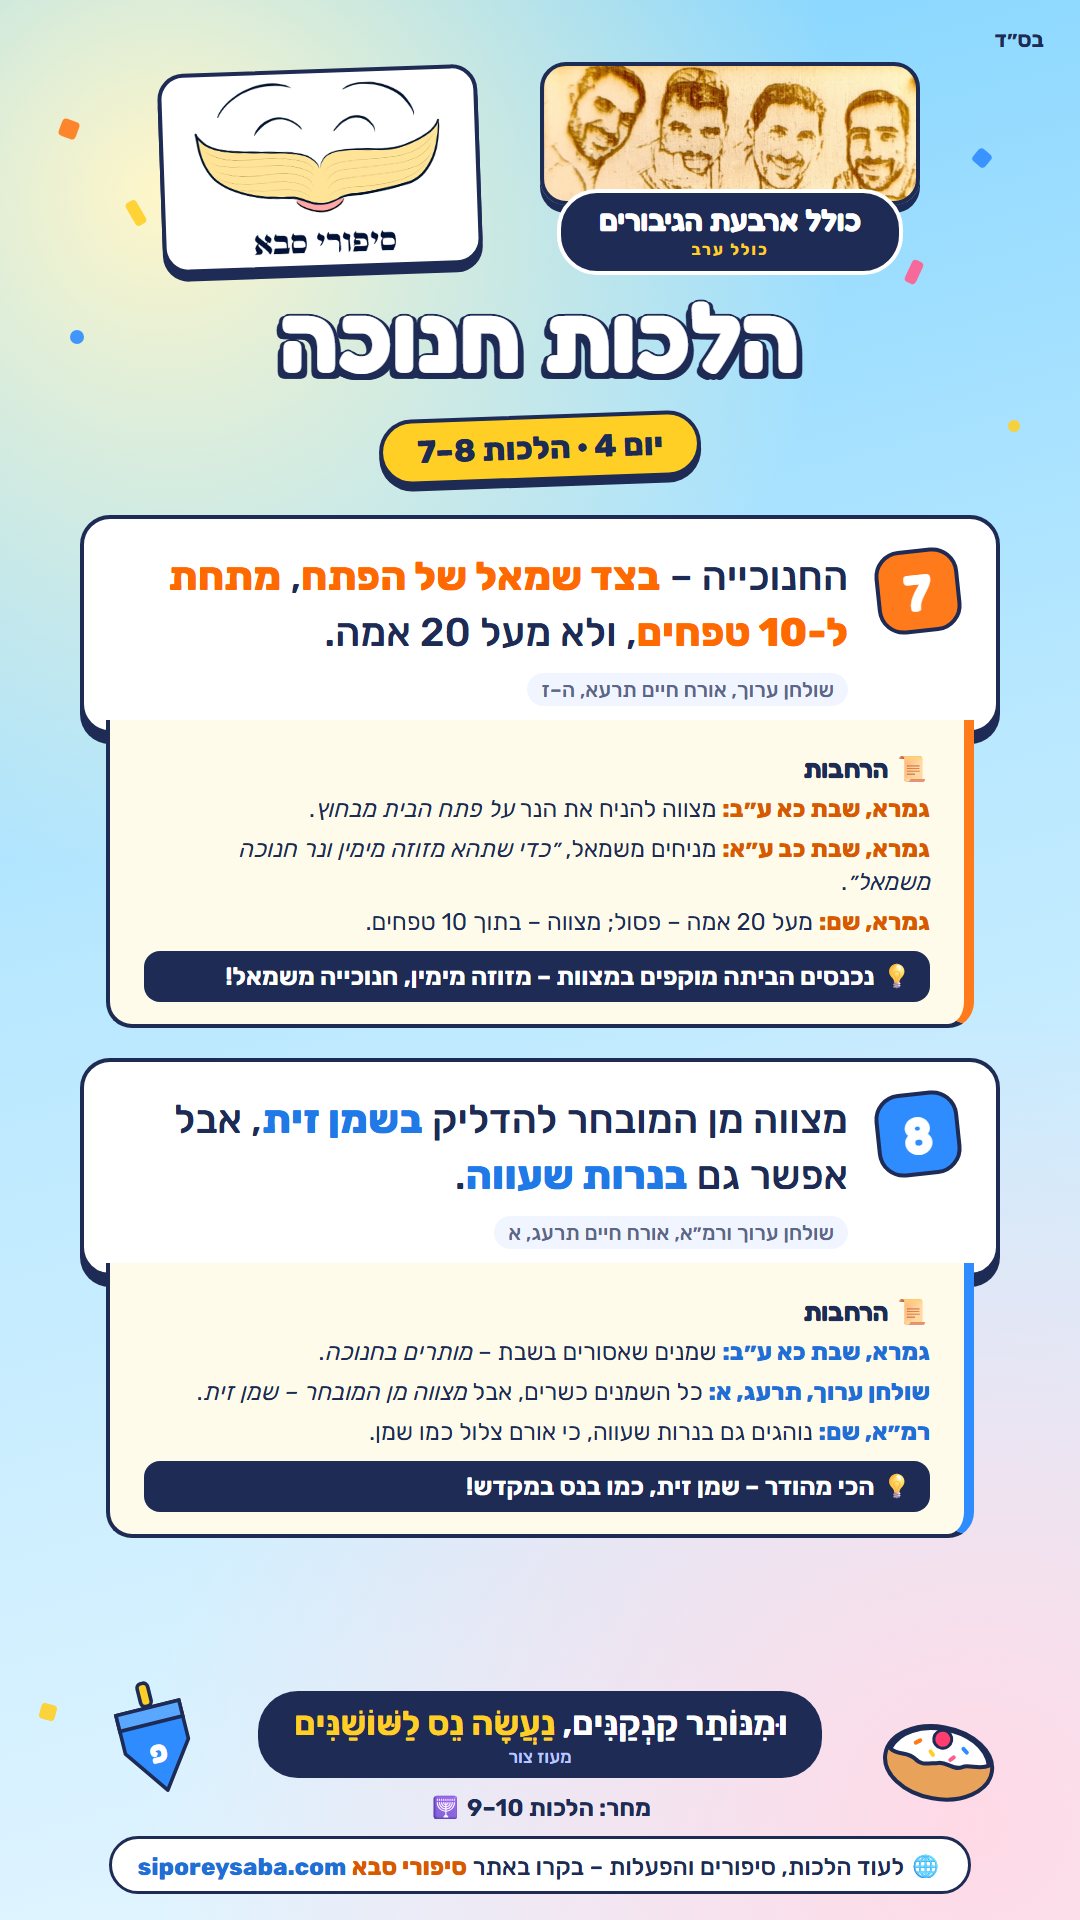 בס״ד
סיפורי סבא
כולל ארבעת הגיבורים
כולל ערב
הלכות חנוכה
יום 4 • הלכות 7–8
7
החנוכייה – בצד שמאל של הפתח, מתחת
ל-10 טפחים, ולא מעל 20 אמה.
שולחן ערוך, אורח חיים תרעא, ה–ז
📜 הרחבות
גמרא, שבת כא ע״ב: מצווה להניח את הנר על פתח הבית מבחוץ.
גמרא, שבת כב ע״א: מניחים משמאל, ״כדי שתהא מזוזה מימין ונר חנוכה
משמאל״.
גמרא, שם: מעל 20 אמה – פסול; מצווה – בתוך 10 טפחים.
💡 נכנסים הביתה מוקפים במצוות – מזוזה מימין, חנוכייה משמאל!
8
מצווה מן המובחר להדליק בשמן זית, אבל
אפשר גם בנרות שעווה.
שולחן ערוך ורמ״א, אורח חיים תרעג, א
📜 הרחבות
גמרא, שבת כא ע״ב: שמנים שאסורים בשבת – מותרים בחנוכה.
שולחן ערוך, תרעג, א: כל השמנים כשרים, אבל מצווה מן המובחר – שמן זית.
רמ״א, שם: נוהגים גם בנרות שעווה, כי אורם צלול כמו שמן.
💡 הכי מהודר – שמן זית, כמו בנס במקדש!
פ
וּמִנּוֹתַר קַנְקַנִּים, נַעֲשָׂה נֵס לַשּׁוֹשַׁנִּים
מעוז צור
מחר: הלכות 9–10 🕎
🌐 לעוד הלכות, סיפורים והפעלות – בקרו באתר סיפורי סבא siporeysaba.com